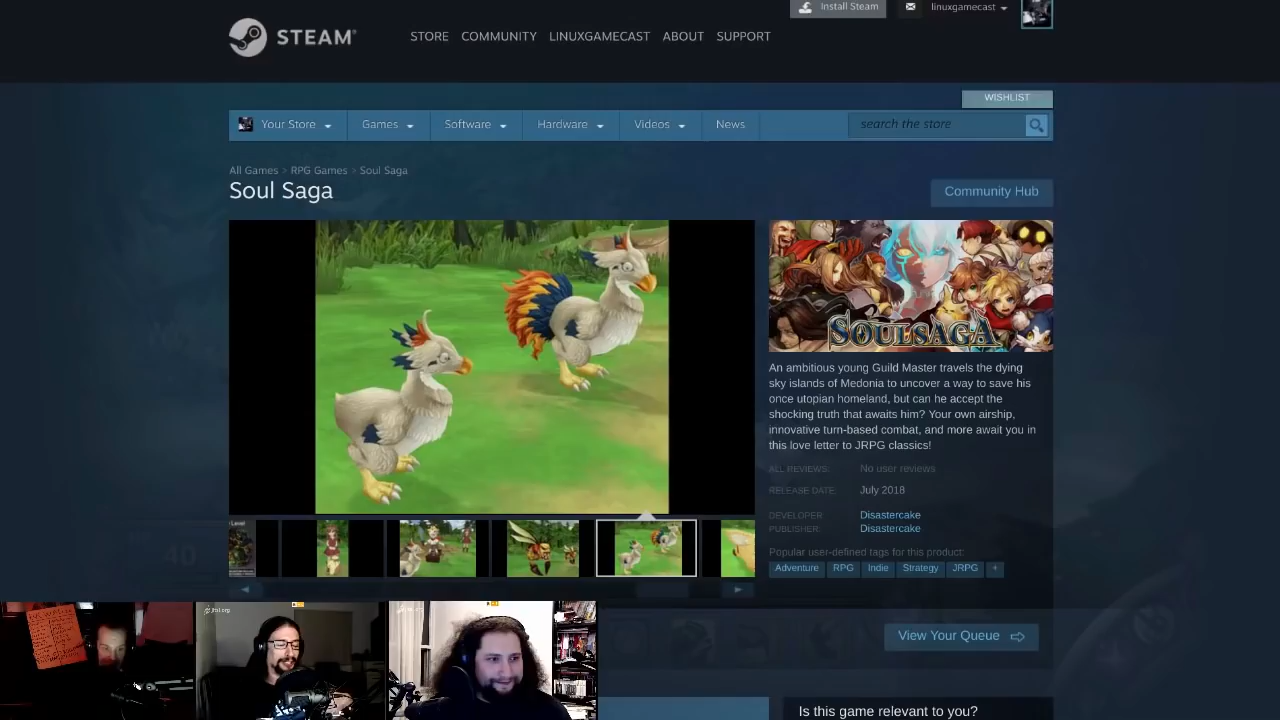 Install Steam
linuxgamecast
STEAM®
STORE COMMUNITY LINUXGAMECAST ABOUT SUPPORT
WISHLIST
Your Store Games Software Hardware Videos News
search the store
All Games > RPG Games > Soul Saga
Soul Saga
Community Hub
SOULSAGA
An ambitious young Guild Master travels the dying
sky islands of Medonia to uncover a way to save his
once utopian homeland, but can he accept the
shocking truth that awaits him? Your own airship,
innovative turn-based combat, and more await you in
this love letter to JRPG classics!
ALL REVIEWS: No user reviews
RELEASE DATE: July 2018
DEVELOPER: Disastercake
PUBLISHER: Disastercake
Popular user-defined tags for this product:
Adventure RPG Indie Strategy JRPG +
Level
40
jitsi.org
View Your Queue
Is this game relevant to you?